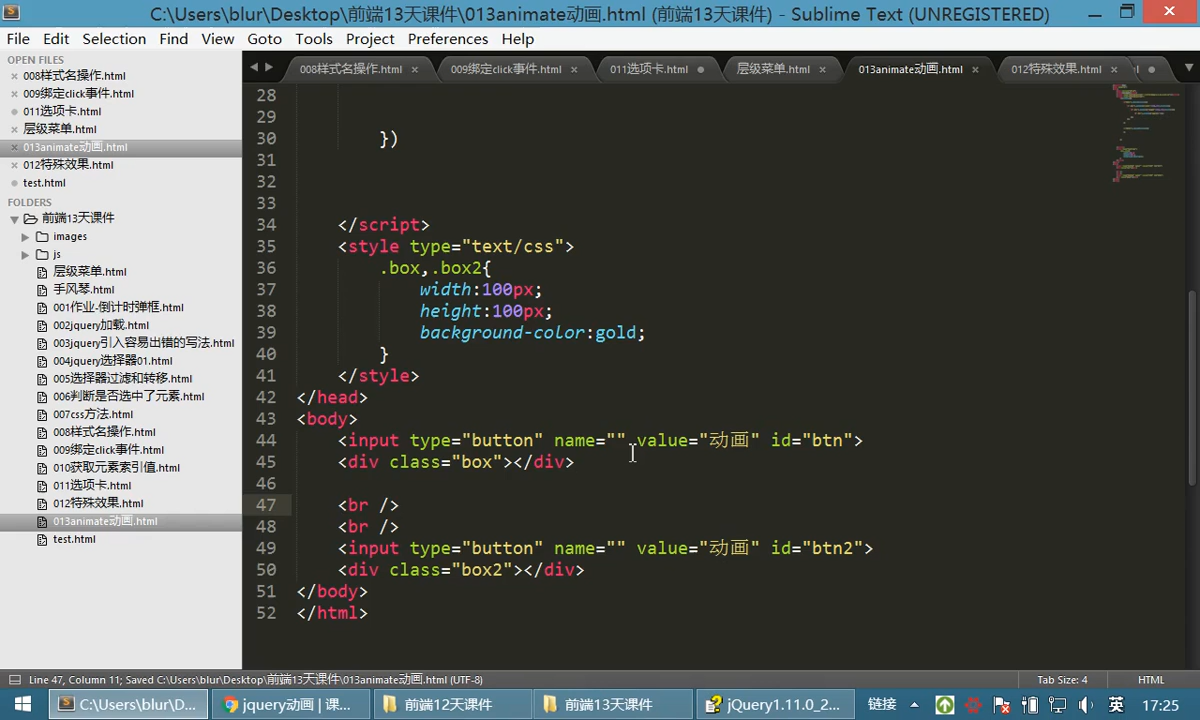 C:\Users\blur\Desktop\前端13天课件\013animate动画.html (前端13天课件) - Sublime Text (UNREGISTERED)
File Edit Selection Find View Goto Tools Project Preferences Help
OPEN FILES
008样式名操作.html
009绑定click事件.html
011选项卡.html
层级菜单.html
013animate动画.html
012特殊效果.html
test.html
FOLDERS
前端13天课件
images
js
层级菜单.html
手风琴.html
001作业-倒计时弹框.html
002jquery加载.html
003jquery引入容易出错的写法.html
004jquery选择器01.html
005选择器过滤和转移.html
006判断是否选中了元素.html
007css方法.html
008样式名操作.html
009绑定click事件.html
010获取元素索引值.html
011选项卡.html
012特殊效果.html
013animate动画.html
test.html
008样式名操作.html 009绑定click事件.html 011选项卡.html 层级菜单.html 013animate动画.html 012特殊效果.html
28
29
30 })
31
32
33
34 </script>
35 <style type="text/css">
36 .box,.box2{
37 width:100px;
38 height:100px;
39 background-color:gold;
40 }
41 </style>
42 </head>
43 <body>
44 <input type="button" name="" value="动画" id="btn">
45 <div class="box"></div>
46
47 <br />
48 <br />
49 <input type="button" name="" value="动画" id="btn2">
50 <div class="box2"></div>
51 </body>
52 </html>
Line 47, Column 11; Saved C:\Users\blur\Desktop\前端13天课件\013animate动画.html (UTF-8) Tab Size: 4 HTML
C:\Users\blur\D... jquery动画 | 课... 前端12天课件 前端13天课件 jQuery1.11.0_2... 链接 英 17:25